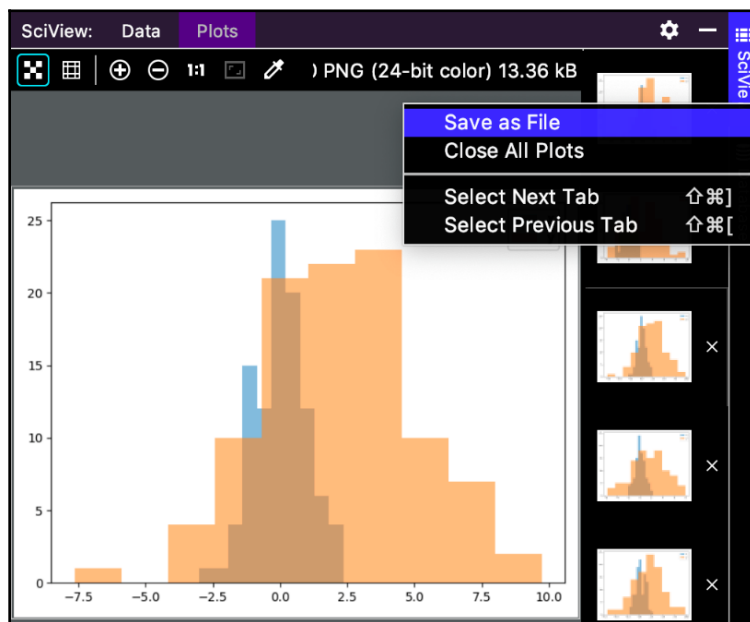 SciView: Data Plots
1:1 ) PNG (24-bit color) 13.36 kB
SciVie
Save as File
Close All Plots
Select Next Tab ⇧⌘]
Select Previous Tab ⇧⌘[
25
20
15
10
5
0
−7.5 −5.0 −2.5 0.0 2.5 5.0 7.5 10.0